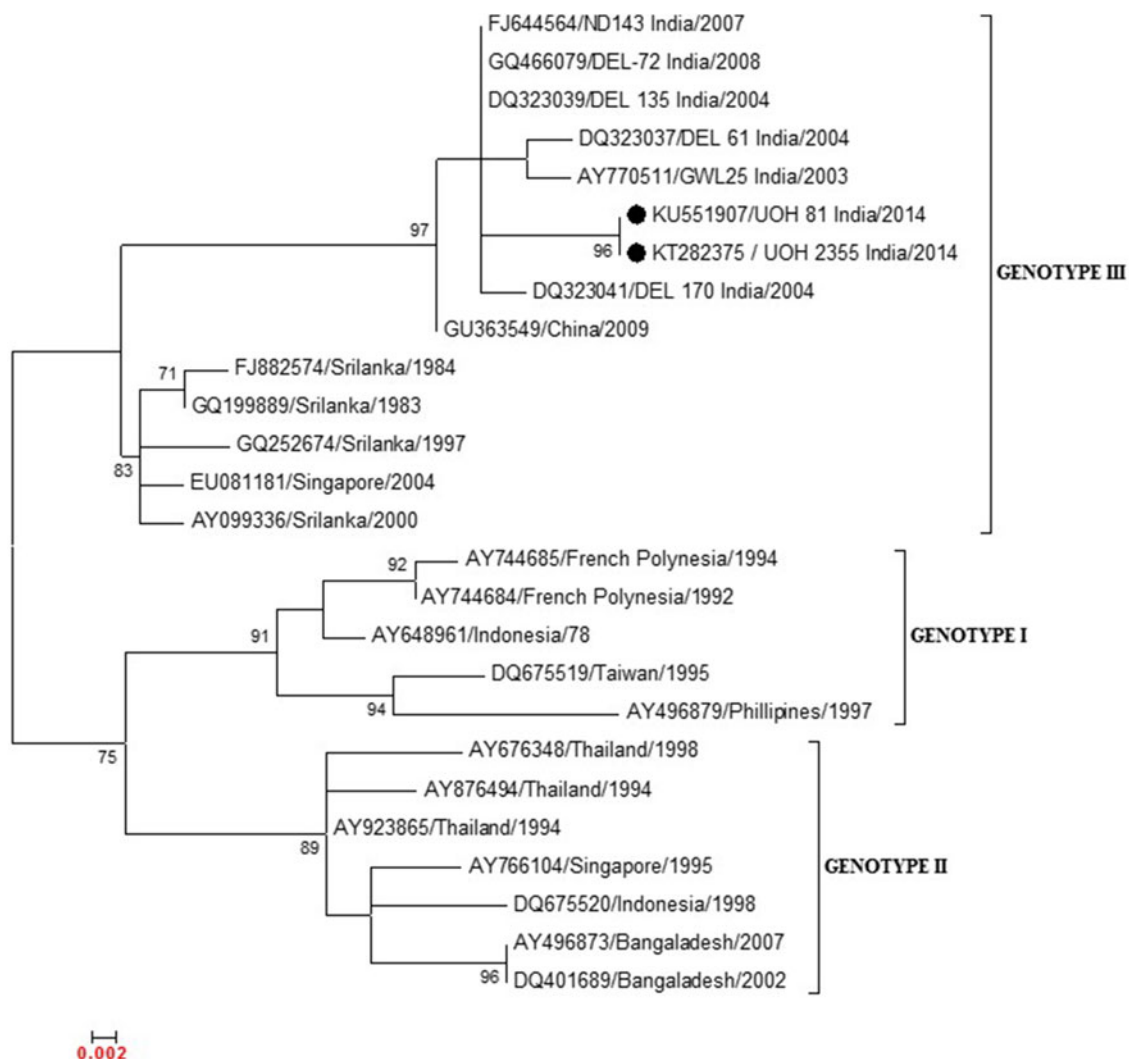 FJ644564/ND143 India/2007
GQ466079/DEL-72 India/2008
DQ323039/DEL 135 India/2004
DQ323037/DEL 61 India/2004
AY770511/GWL25 India/2003
KU551907/UOH 81 India/2014
97
96
KT282375 / UOH 2355 India/2014
GENOTYPE III
DQ323041/DEL 170 India/2004
GU363549/China/2009
71
FJ882574/Srilanka/1984
GQ199889/Srilanka/1983
GQ252674/Srilanka/1997
83
EU081181/Singapore/2004
AY099336/Srilanka/2000
92
AY744685/French Polynesia/1994
AY744684/French Polynesia/1992
91
AY648961/Indonesia/78
GENOTYPE I
DQ675519/Taiwan/1995
94
AY496879/Phillipines/1997
75
AY676348/Thailand/1998
AY876494/Thailand/1994
AY923865/Thailand/1994
89
AY766104/Singapore/1995
GENOTYPE II
DQ675520/Indonesia/1998
AY496873/Bangaladesh/2007
96
DQ401689/Bangaladesh/2002
0.002